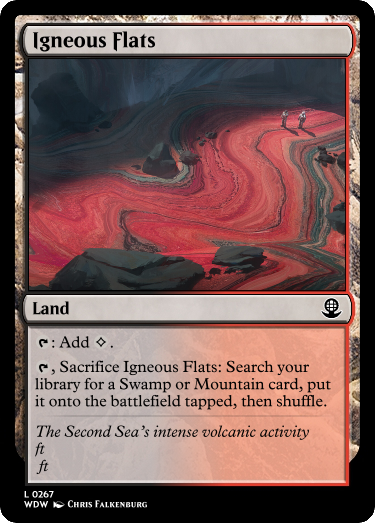 Igneous Flats
Land
: Add .
, Sacrifice Igneous Flats: Search your
library for a Swamp or Mountain card, put
it onto the battlefield tapped, then shuffle.
The Second Sea's intense volcanic activity
ft
ft
L 0267
WDW Chris Falkenburg